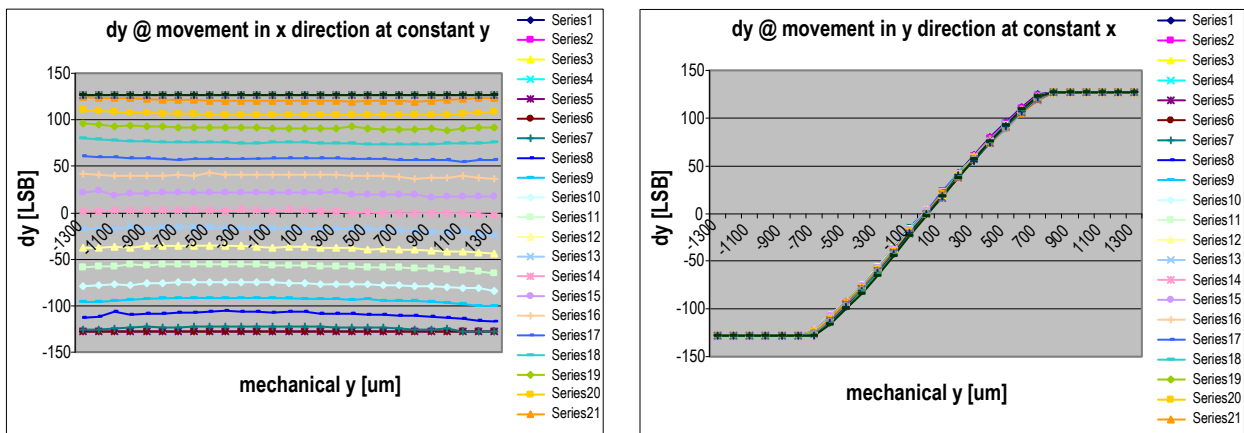 dy @ movement in x direction at constant y
150
100
50
0
-50
-100
-150
-1300
-1100
-900
-700
-500
-300
-100
100
300
500
700
900
1100
1300
dy [LSB]
mechanical y [um]
Series1
Series2
Series3
Series4
Series5
Series6
Series7
Series8
Series9
Series10
Series11
Series12
Series13
Series14
Series15
Series16
Series17
Series18
Series19
Series20
Series21
dy @ movement in y direction at constant x
150
100
50
0
-50
-100
-150
-1300
-1100
-900
-700
-500
-300
-100
100
300
500
700
900
1100
1300
dy [LSB]
mechanical y [um]
Series1
Series2
Series3
Series4
Series5
Series6
Series7
Series8
Series9
Series10
Series11
Series12
Series13
Series14
Series15
Series16
Series17
Series18
Series19
Series20
Series21